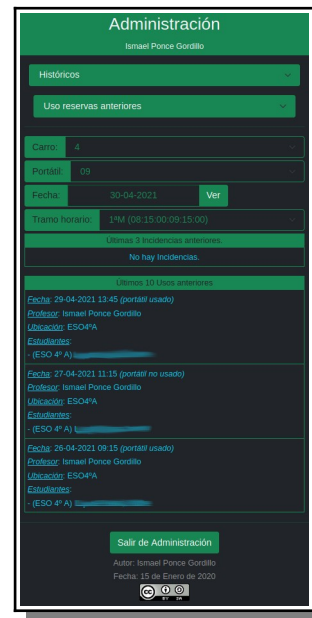 Administración
Ismael Ponce Gordillo
Históricos
Uso reservas anteriores
Carro: 4
Portátil: 09
Fecha: 30-04-2021 Ver
Tramo horario: 1ªM (08:15:00:09:15:00)
Últimas 3 Incidencias anteriores.
No hay Incidencias.
Últimos 10 Usos anteriores
Fecha: 29-04-2021 13:45 (portátil usado)
Profesor: Ismael Ponce Gordillo
Ubicación: ESO4ºA
Estudiantes:
- (ESO 4º A)
Fecha: 27-04-2021 11:15 (portátil no usado)
Profesor: Ismael Ponce Gordillo
Ubicación: ESO4ºA
Estudiantes:
- (ESO 4º A)
Fecha: 26-04-2021 09:15 (portátil usado)
Profesor: Ismael Ponce Gordillo
Ubicación: ESO4ºA
Estudiantes:
- (ESO 4º A)
Salir de Administración
Autor: Ismael Ponce Gordillo
Fecha: 15 de Enero de 2020
cc
BY SA